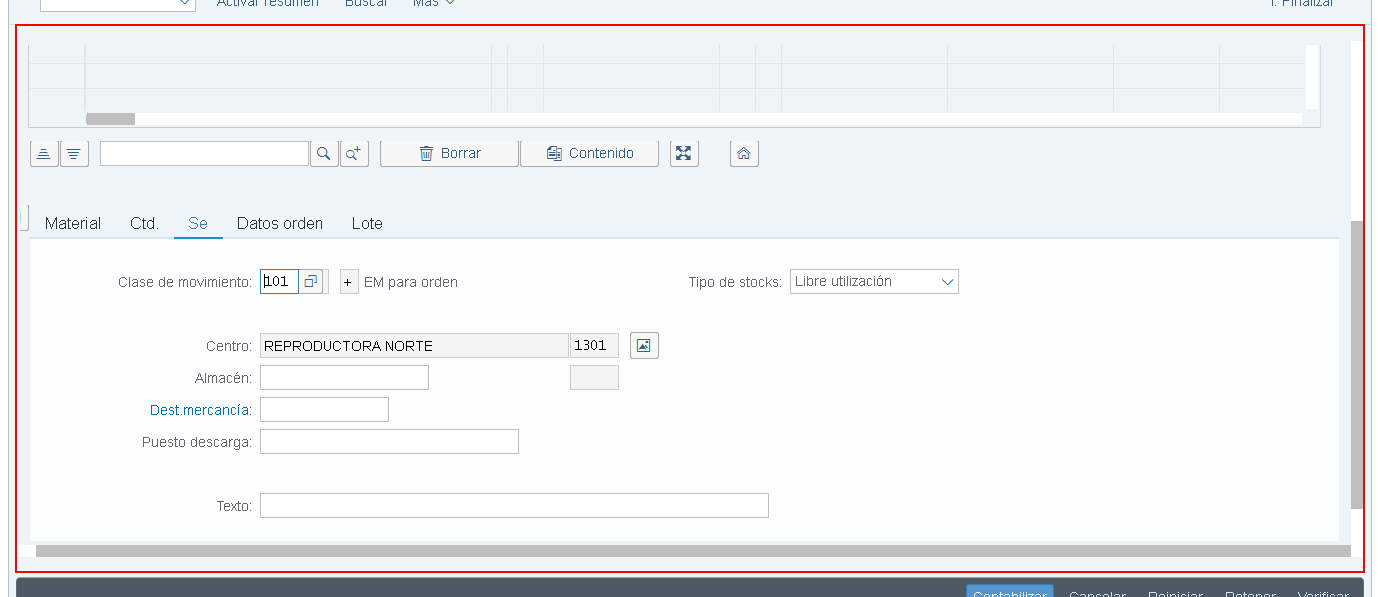 Activar resumen Buscar Más 1. Finalizar
Borrar Contenido
Material Ctd. Se Datos orden Lote
Clase de movimiento: 101 + EM para orden Tipo de stocks: Libre utilización
Centro: REPRODUCTORA NORTE 1301
Almacén:
Dest.mercancía:
Puesto descarga:
Texto:
Contabilizar Cancelar Reiniciar Retener Verificar